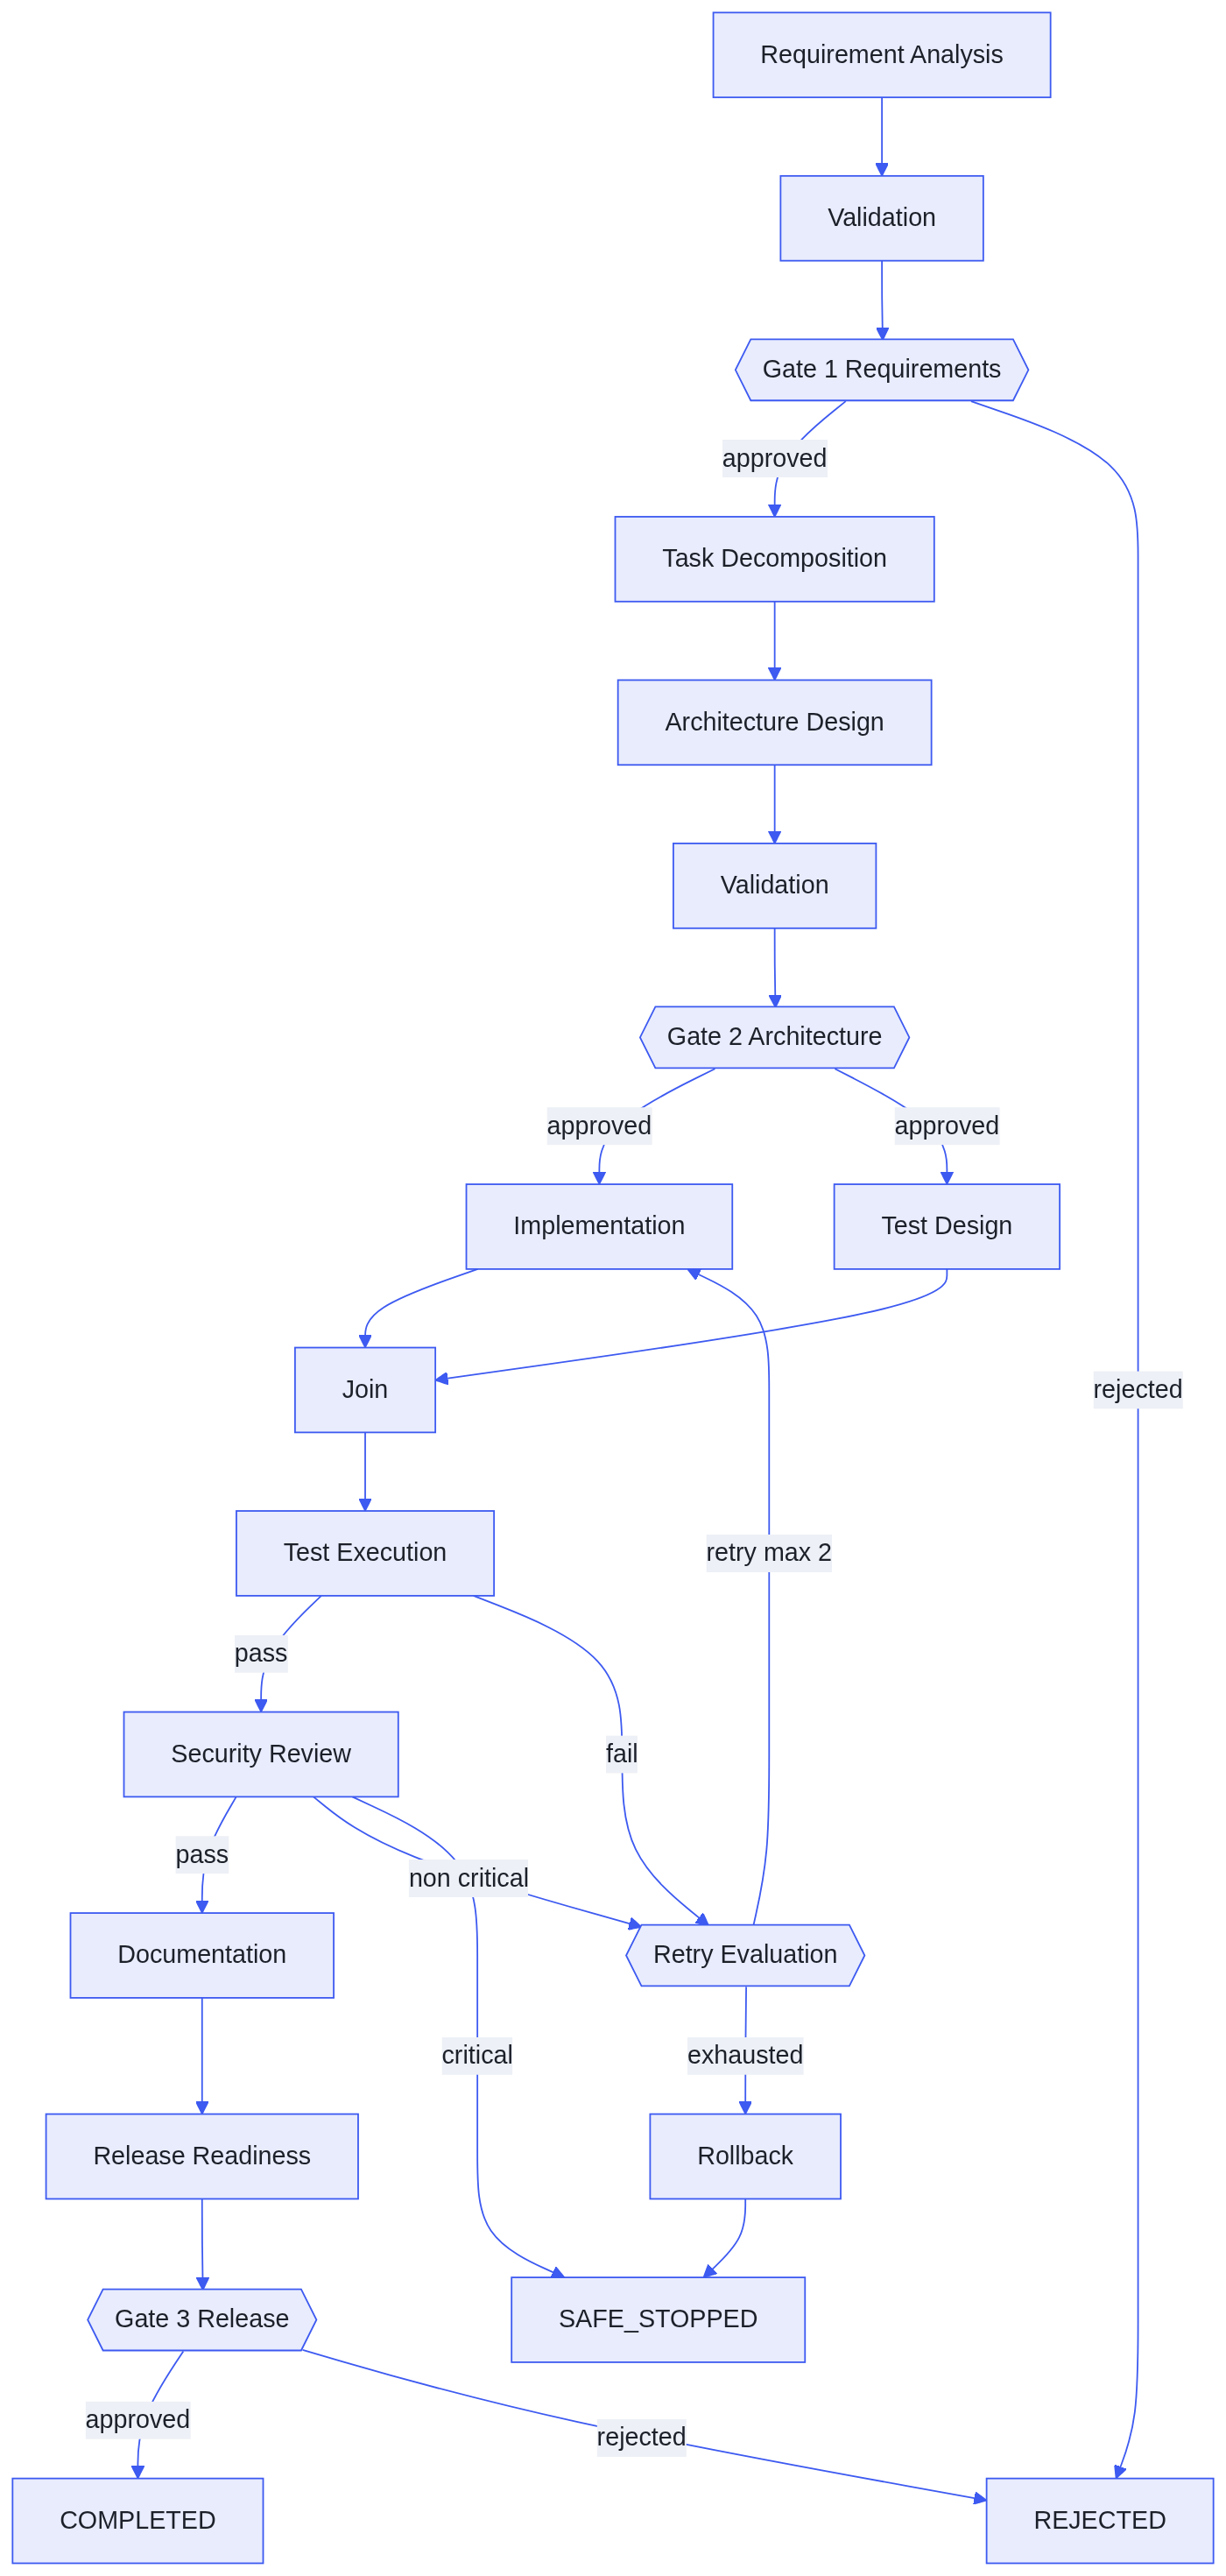 Requirement Analysis
Validation
Gate 1 Requirements
approved
Task Decomposition
Architecture Design
Validation
Gate 2 Architecture
approved
approved
Implementation
Test Design
Join
rejected
Test Execution
retry max 2
pass
Security Review
fail
pass
non critical
Documentation
Retry Evaluation
critical
exhausted
Release Readiness
Rollback
Gate 3 Release
SAFE_STOPPED
approved
rejected
COMPLETED
REJECTED